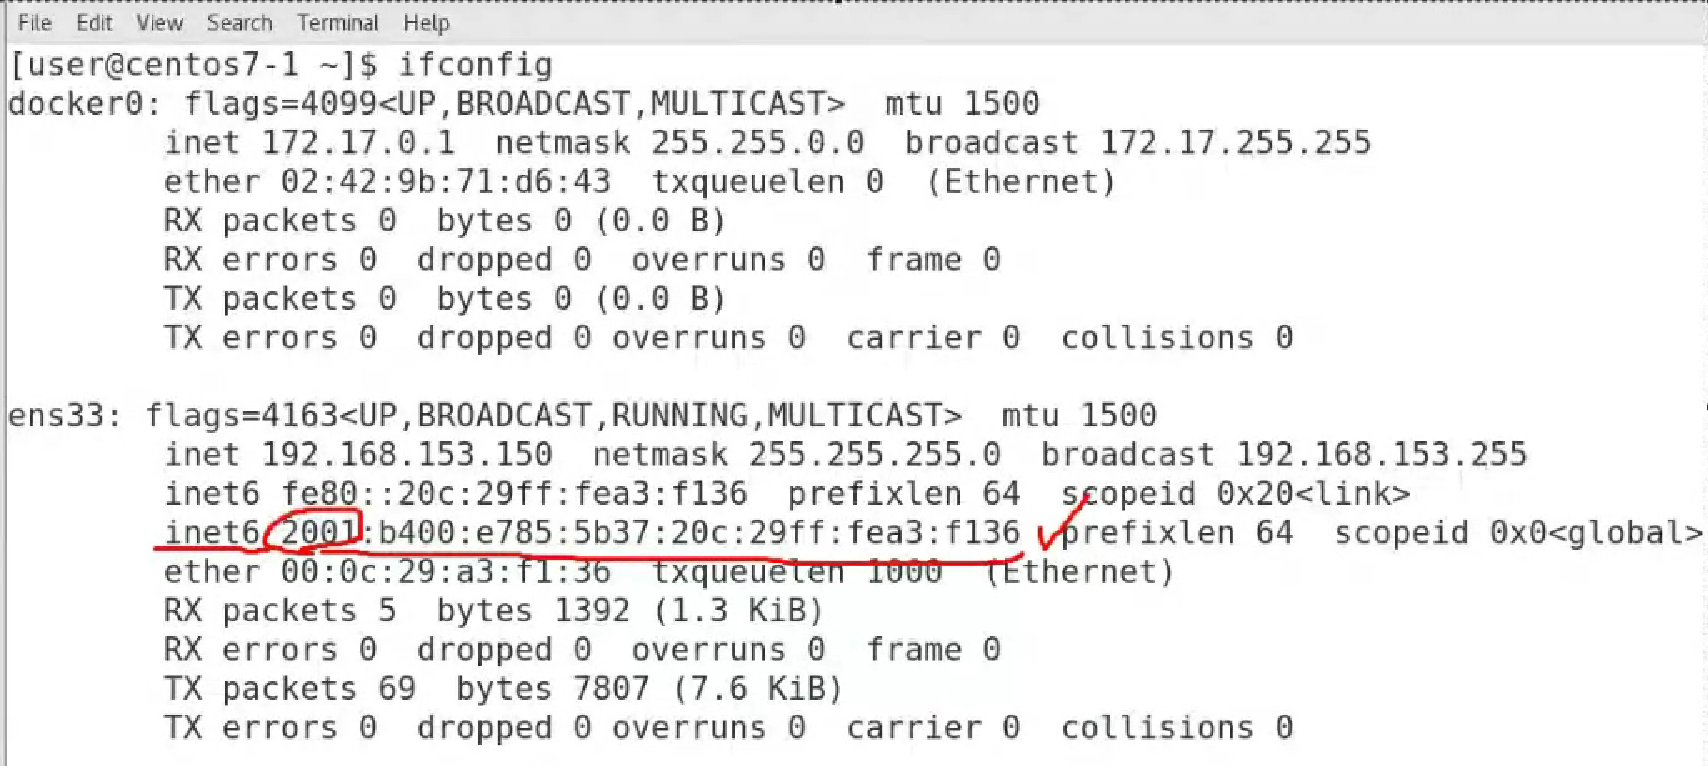 File Edit View Search Terminal Help
[user@centos7-1 ~]$ ifconfig
docker0: flags=4099<UP,BROADCAST,MULTICAST>  mtu 1500
        inet 172.17.0.1  netmask 255.255.0.0  broadcast 172.17.255.255
        ether 02:42:9b:71:d6:43  txqueuelen 0  (Ethernet)
        RX packets 0  bytes 0 (0.0 B)
        RX errors 0  dropped 0  overruns 0  frame 0
        TX packets 0  bytes 0 (0.0 B)
        TX errors 0  dropped 0 overruns 0  carrier 0  collisions 0
ens33: flags=4163<UP,BROADCAST,RUNNING,MULTICAST>  mtu 1500
        inet 192.168.153.150  netmask 255.255.255.0  broadcast 192.168.153.255
        inet6 fe80::20c:29ff:fea3:f136  prefixlen 64  scopeid 0x20<link>
        inet6 2001:b400:e785:5b37:20c:29ff:fea3:f136  prefixlen 64  scopeid 0x0<global>
        ether 00:0c:29:a3:f1:36  txqueuelen 1000  (Ethernet)
        RX packets 5  bytes 1392 (1.3 KiB)
        RX errors 0  dropped 0  overruns 0  frame 0
        TX packets 69  bytes 7807 (7.6 KiB)
        TX errors 0  dropped 0 overruns 0  carrier 0  collisions 0